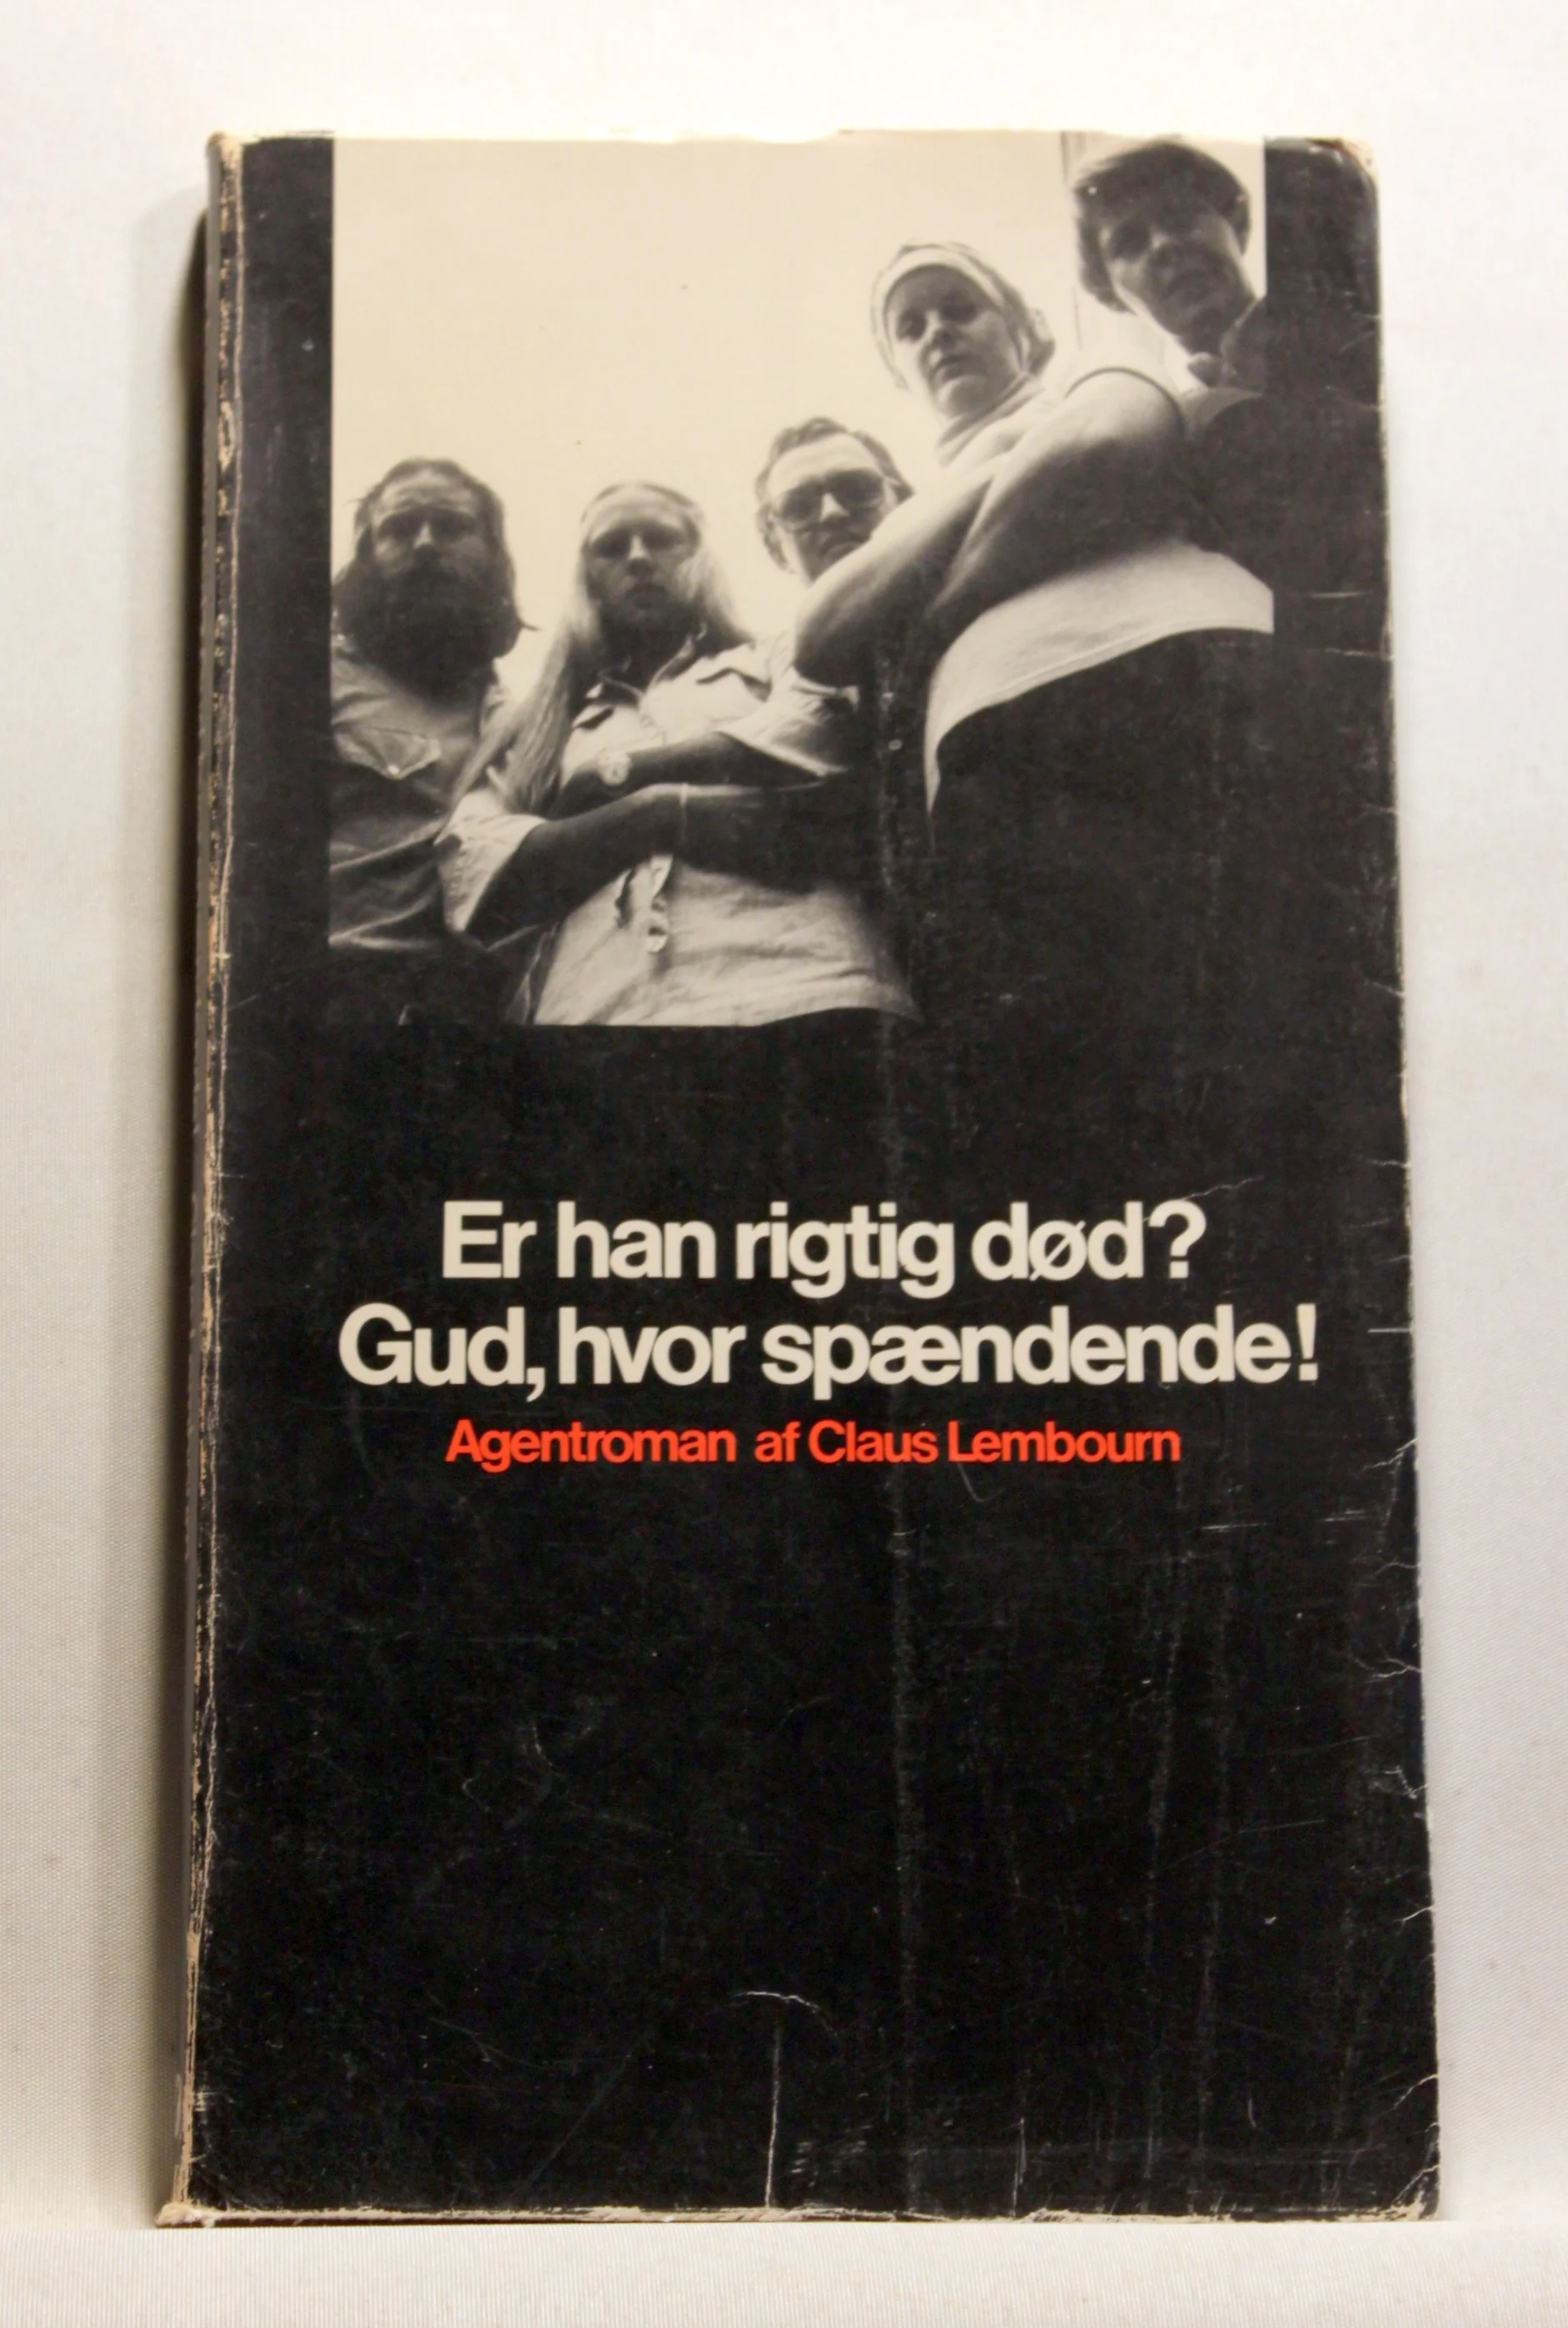 Er han rigtig død?
Gud, hvor spændende!
Agentroman af Claus Lembourn